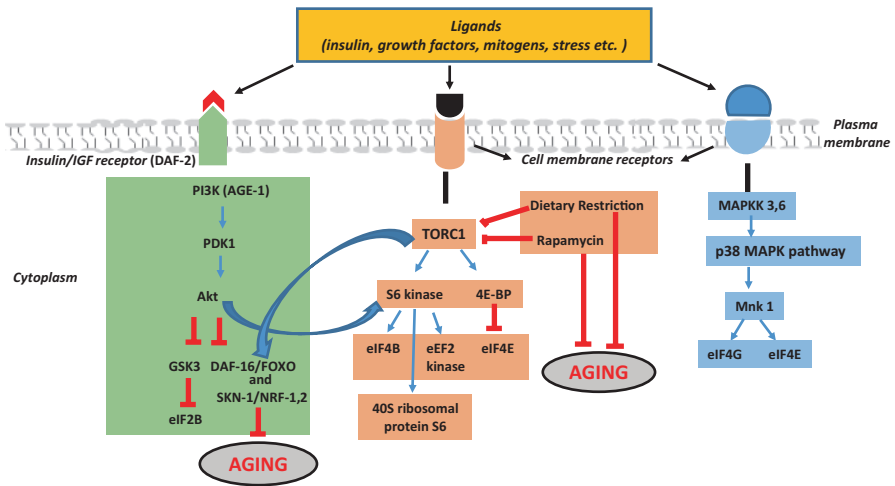 Ligands
(insulin, growth factors, mitogens, stress etc. )
Plasma
membrane
Insulin/IGF receptor (DAF-2)
Cell membrane receptors
PI3K (AGE-1)
PDK1
Cytoplasm
Akt
GSK3
DAF-16/FOXO
and
SKN-1/NRF-1,2
eIF2B
AGING
TORC1
Dietary Restriction
Rapamycin
S6 kinase
4E-BP
eIF4B
eEF2
kinase
eIF4E
40S ribosomal
protein S6
AGING
MAPKK 3,6
p38 MAPK pathway
Mnk 1
eIF4G
eIF4E